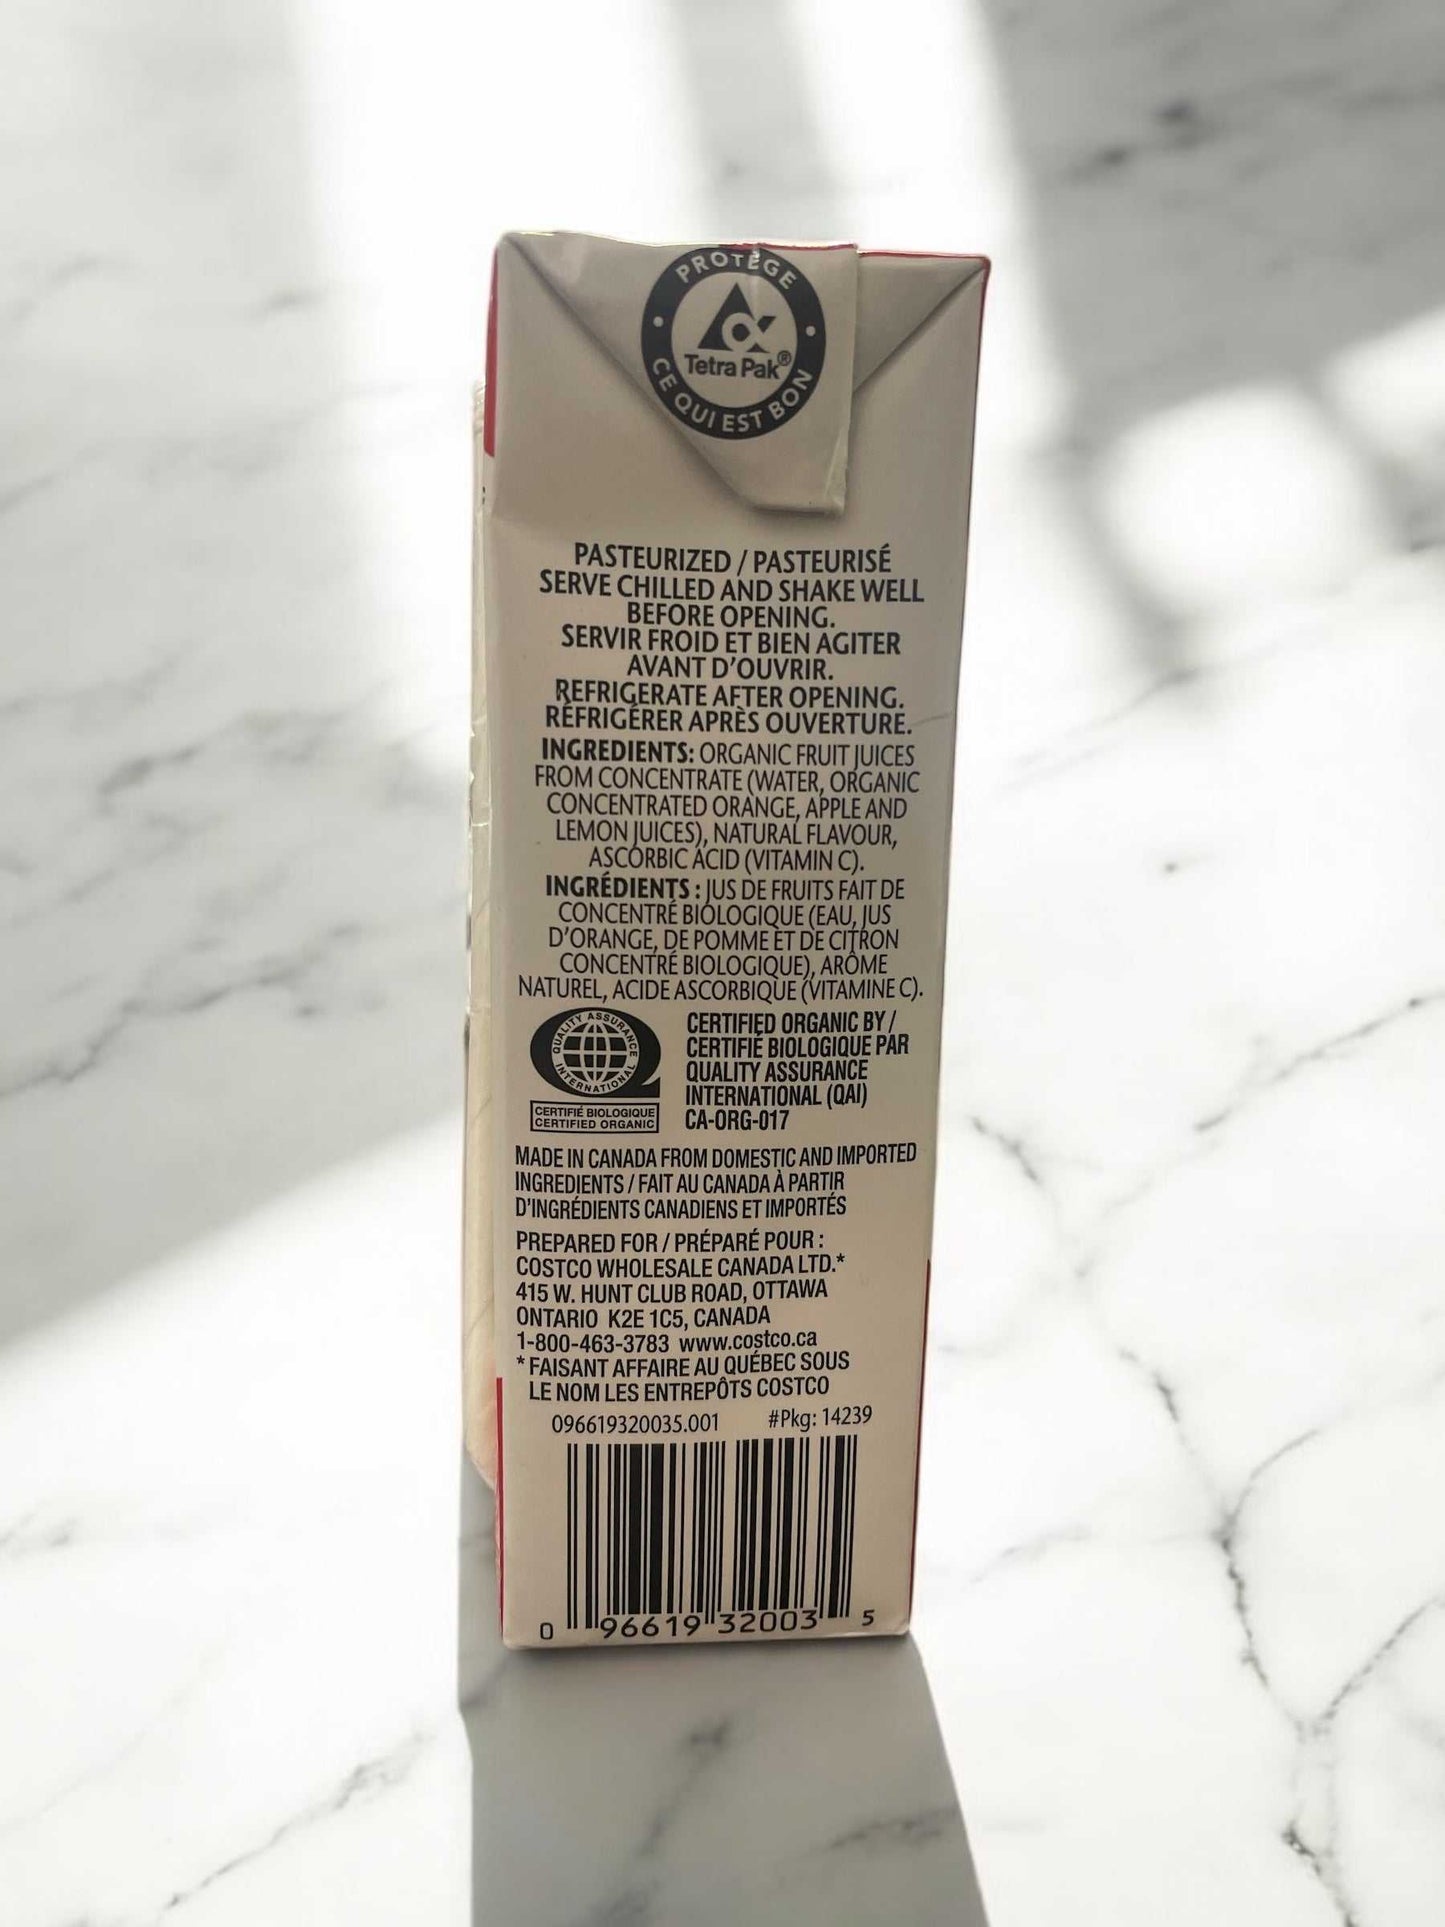 PROTÈGE
Tetra Pak®
CE QUI EST BON
PASTEURIZED / PASTEURISÉ
SERVE CHILLED AND SHAKE WELL
BEFORE OPENING.
SERVIR FROID ET BIEN AGITER
AVANT D'OUVRIR.
REFRIGERATE AFTER OPENING.
RÉFRIGÉRER APRÈS OUVERTURE.
INGREDIENTS: ORGANIC FRUIT JUICES
FROM CONCENTRATE (WATER, ORGANIC
CONCENTRATED ORANGE, APPLE AND
LEMON JUICES), NATURAL FLAVOUR,
ASCORBIC ACID (VITAMIN C).
INGRÉDIENTS : JUS DE FRUITS FAIT DE
CONCENTRÉ BIOLOGIQUE (EAU, JUS
D'ORANGE, DE POMME ET DE CITRON
CONCENTRÉ BIOLOGIQUE), ARÔME
NATUREL, ACIDE ASCORBIQUE (VITAMINE C).
QUALITY ASSURANCE
INTERNATIONAL
CERTIFIÉ BIOLOGIQUE
CERTIFIED ORGANIC
CERTIFIED ORGANIC BY /
CERTIFIÉ BIOLOGIQUE PAR
QUALITY ASSURANCE
INTERNATIONAL (QAI)
CA-ORG-017
MADE IN CANADA FROM DOMESTIC AND IMPORTED
INGREDIENTS / FAIT AU CANADA À PARTIR
D'INGRÉDIENTS CANADIENS ET IMPORTÉS
PREPARED FOR / PRÉPARÉ POUR :
COSTCO WHOLESALE CANADA LTD.*
415 W. HUNT CLUB ROAD, OTTAWA
ONTARIO K2E 1C5, CANADA
1-800-463-3783 www.costco.ca
* FAISANT AFFAIRE AU QUÉBEC SOUS
LE NOM LES ENTREPÔTS COSTCO
096619320035.001 #Pkg: 14239
0 96619 32003 5